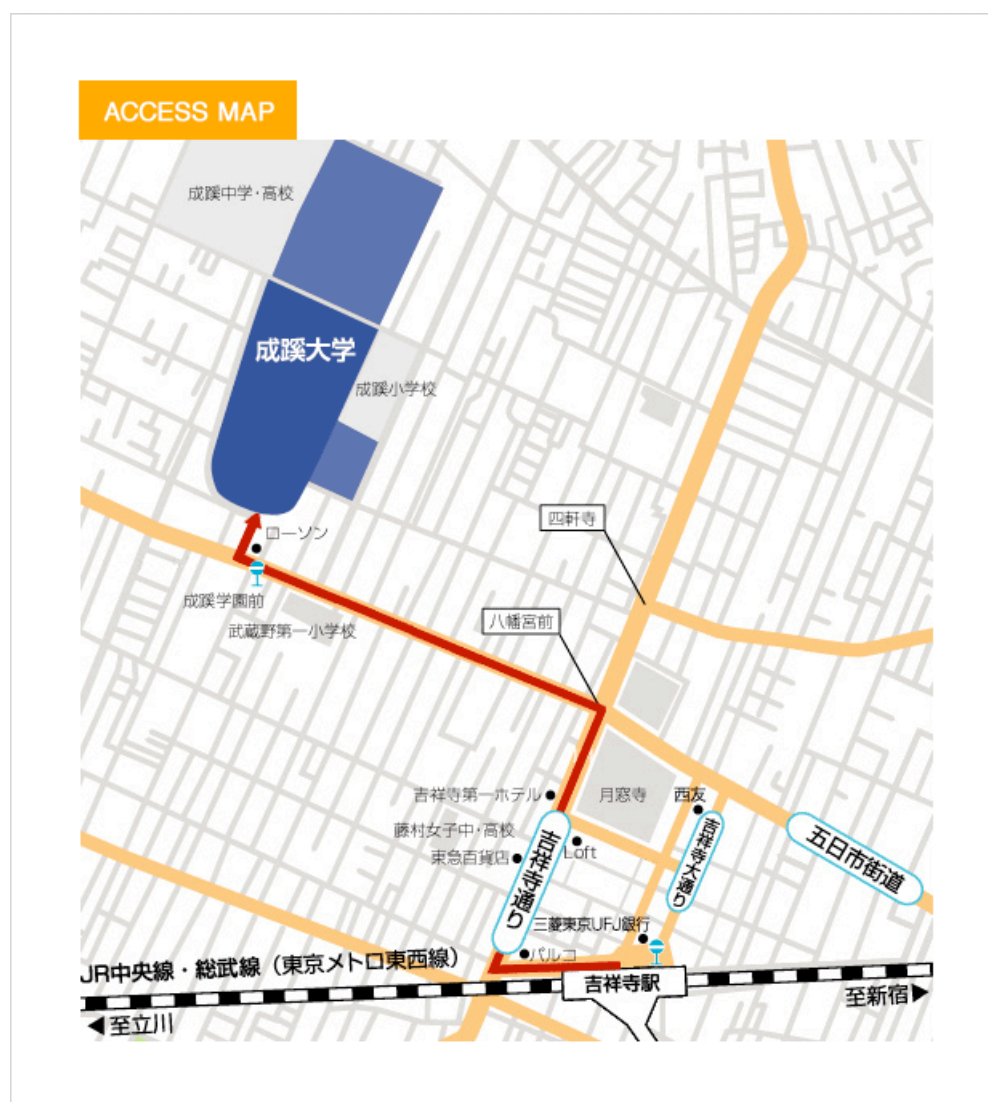 ACCESS MAP
成蹊中学・高校
成蹊大学
成蹊小学校
四軒寺
ローソン
成蹊学園前
八幡宮前
武蔵野第一小学校
吉祥寺第一ホテル
月窓寺
西友
藤村女子中・高校
東急百貨店
Loft
吉祥寺通り
吉祥寺大通り
五日市街道
三菱東京UFJ銀行
パルコ
JR中央線・総武線（東京メトロ東西線）
吉祥寺駅
至新宿▶
◀至立川